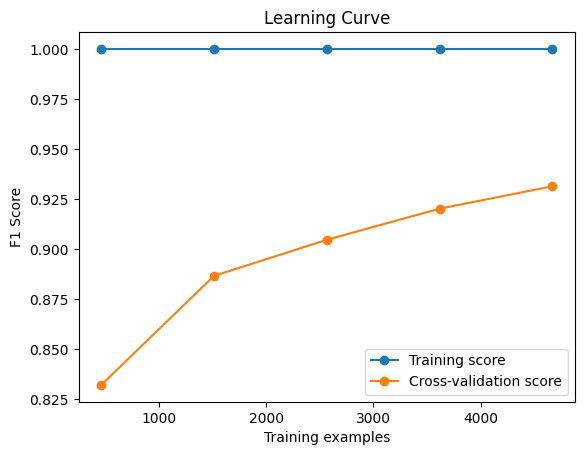 Learning Curve
1.000
0.975
0.950
0.925
0.900
0.875
0.850
0.825
F1 Score
Training score
Cross-validation score
1000 2000 3000 4000
Training examples